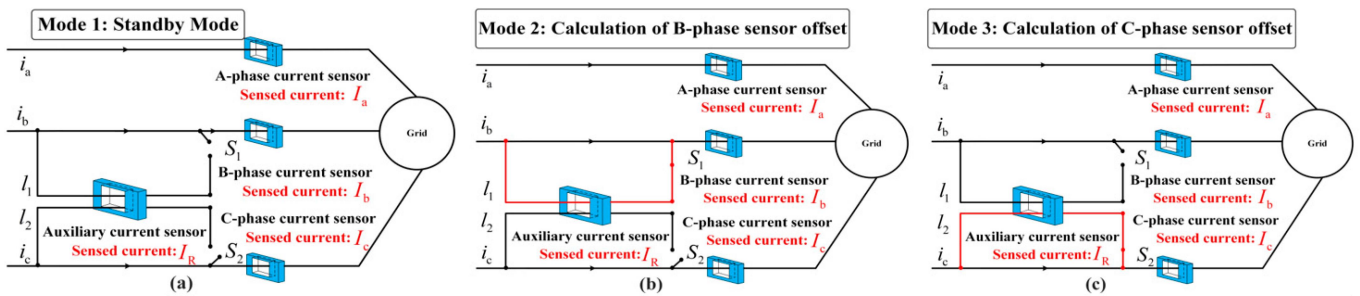 Mode 1: Standby Mode
i_a
A-phase current sensor
Sensed current: I_a
i_b
Grid
S_1
B-phase current sensor
Sensed current: I_b
l_1
l_2
C-phase current sensor
Sensed current: I_c
Auxiliary current sensor
Sensed current: I_R
i_c
S_2
(a)
Mode 2: Calculation of B-phase sensor offset
i_a
A-phase current sensor
Sensed current: I_a
i_b
Grid
S_1
B-phase current sensor
Sensed current: I_b
l_1
l_2
C-phase current sensor
Sensed current: I_c
Auxiliary current sensor
Sensed current: I_R
i_c
S_2
(b)
Mode 3: Calculation of C-phase sensor offset
i_a
A-phase current sensor
Sensed current: I_a
i_b
Grid
S_1
B-phase current sensor
Sensed current: I_b
l_1
l_2
C-phase current sensor
Sensed current: I_c
Auxiliary current sensor
Sensed current: I_R
i_c
S_2
(c)